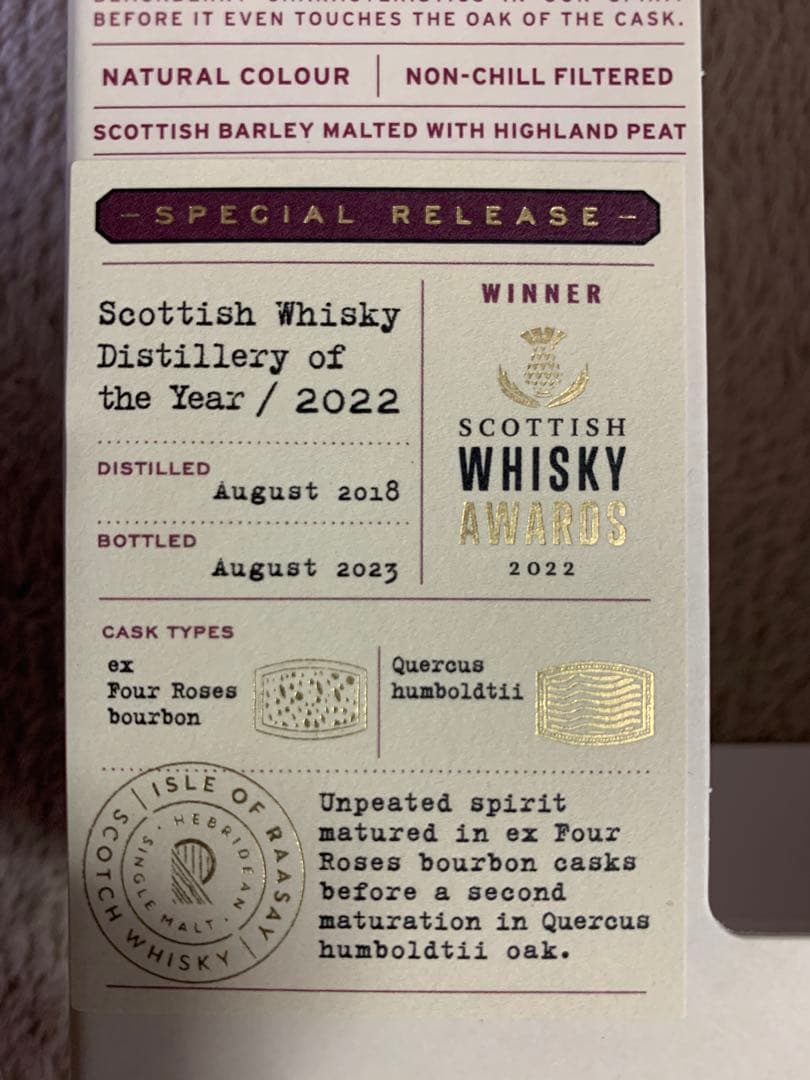 BEFORE IT EVEN TOUCHES THE OAK OF THE CASK.
NATURAL COLOUR | NON-CHILL FILTERED
SCOTTISH BARLEY MALTED WITH HIGHLAND PEAT
- SPECIAL RELEASE -
Scottish Whisky
Distillery of
the Year / 2022
DISTILLED
August 2018
BOTTLED
August 2023
WINNER
SCOTTISH
WHISKY
AWARDS
2022
CASK TYPES
ex
Four Roses
bourbon
Quercus
humboldtii
ISLE OF RAASAY
SCOTCH WHISKY
HEBRIDEAN
SINGLE MALT
R
Unpeated spirit
matured in ex Four
Roses bourbon casks
before a second
maturation in Quercus
humboldtii oak.